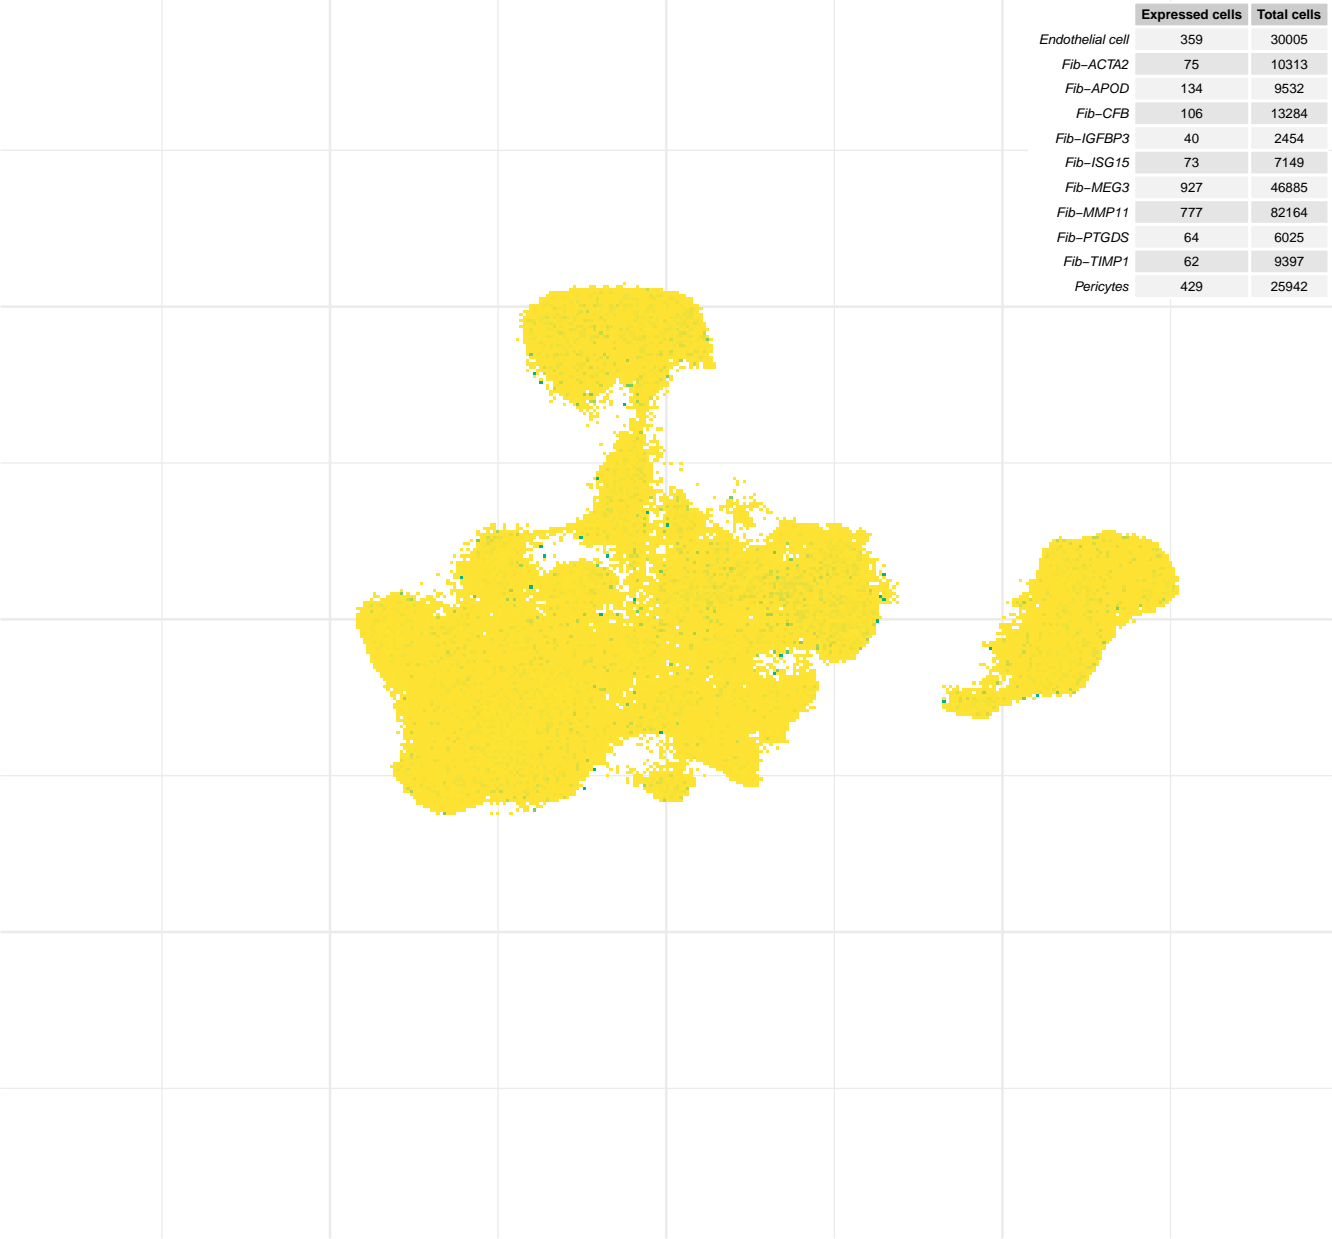 Expressed cells Total cells
Endothelial cell 359 30005
Fib−ACTA2 75 10313
Fib−APOD 134 9532
Fib−CFB 106 13284
Fib−IGFBP3 40 2454
Fib−ISG15 73 7149
Fib−MEG3 927 46885
Fib−MMP11 777 82164
Fib−PTGDS 64 6025
Fib−TIMP1 62 9397
Pericytes 429 25942